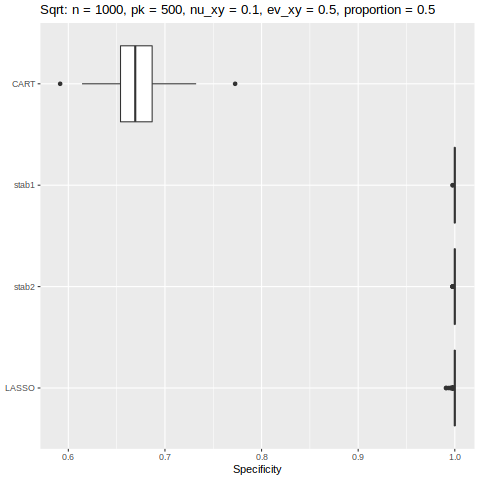 Sqrt: n = 1000, pk = 500, nu_xy = 0.1, ev_xy = 0.5, proportion = 0.5
CART
stab1
stab2
LASSO
0.6 0.7 0.8 0.9 1.0
Specificity